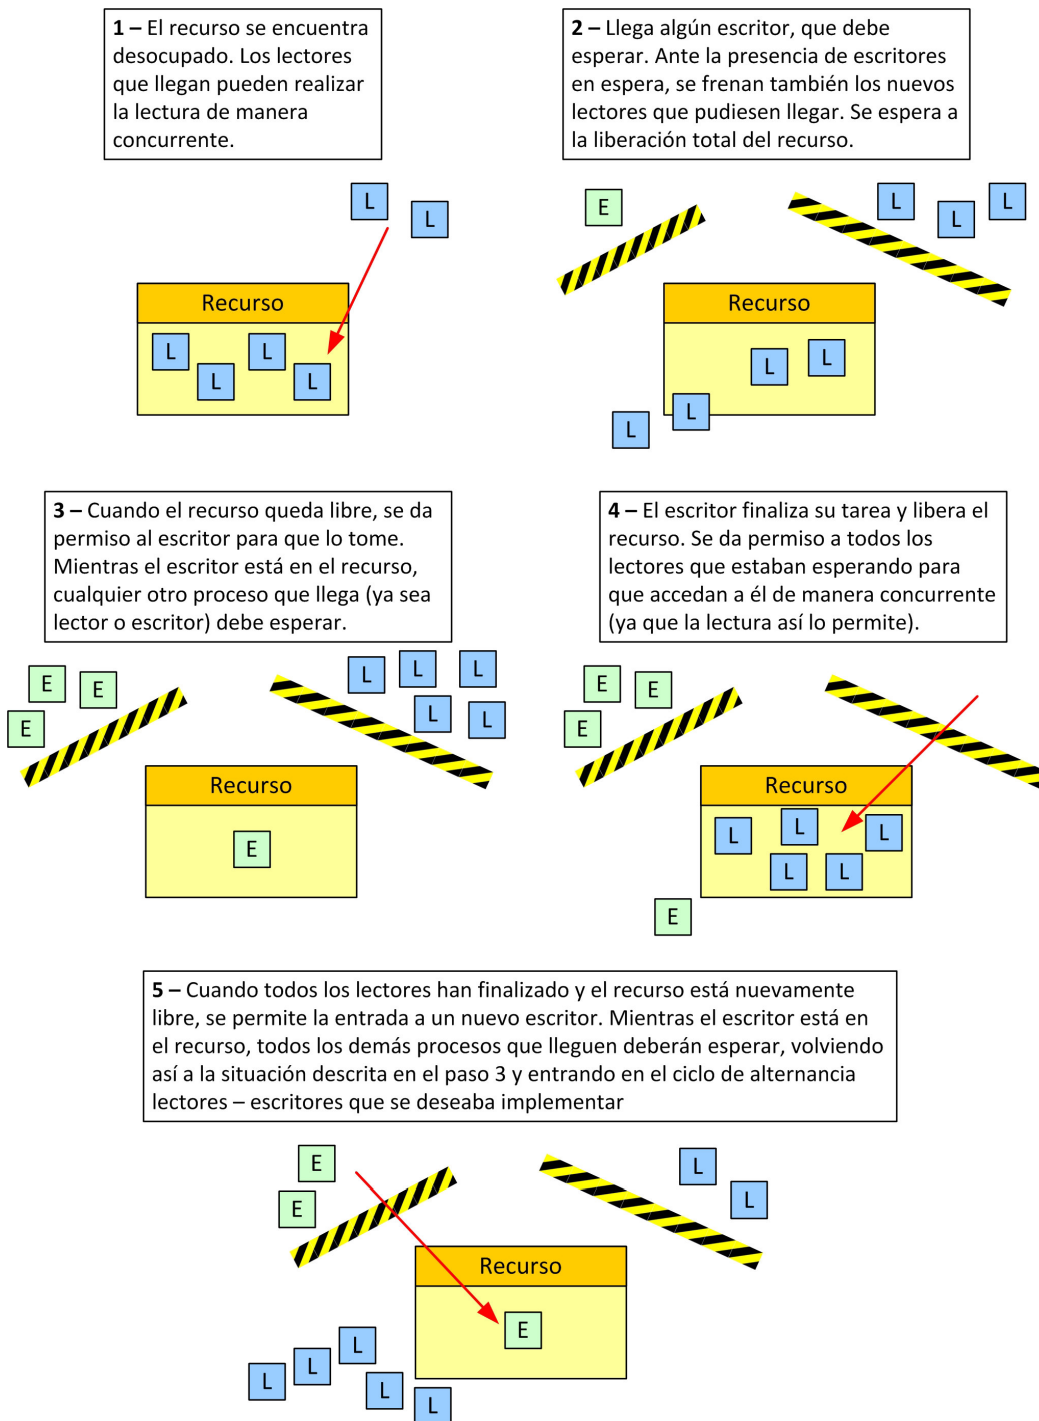 1 – El recurso se encuentra
desocupado. Los lectores
que llegan pueden realizar
la lectura de manera
concurrente.
2 – Llega algún escritor, que debe
esperar. Ante la presencia de escritores
en espera, se frenan también los nuevos
lectores que pudiesen llegar. Se espera a
la liberación total del recurso.
L
L
Recurso
L
L
L
L
E
L
L
L
Recurso
L
L
L
L
3 – Cuando el recurso queda libre, se da
permiso al escritor para que lo tome.
Mientras el escritor está en el recurso,
cualquier otro proceso que llega (ya sea
lector o escritor) debe esperar.
4 – El escritor finaliza su tarea y libera el
recurso. Se da permiso a todos los
lectores que estaban esperando para
que accedan a él de manera concurrente
(ya que la lectura así lo permite).
E
E
E
L
L
L
L
L
Recurso
E
E
E
E
Recurso
L
L
L
L
L
E
5 – Cuando todos los lectores han finalizado y el recurso está nuevamente
libre, se permite la entrada a un nuevo escritor. Mientras el escritor está en
el recurso, todos los demás procesos que lleguen deberán esperar, volviendo
así a la situación descrita en el paso 3 y entrando en el ciclo de alternancia
lectores – escritores que se deseaba implementar
E
E
L
L
Recurso
E
L
L
L
L
L